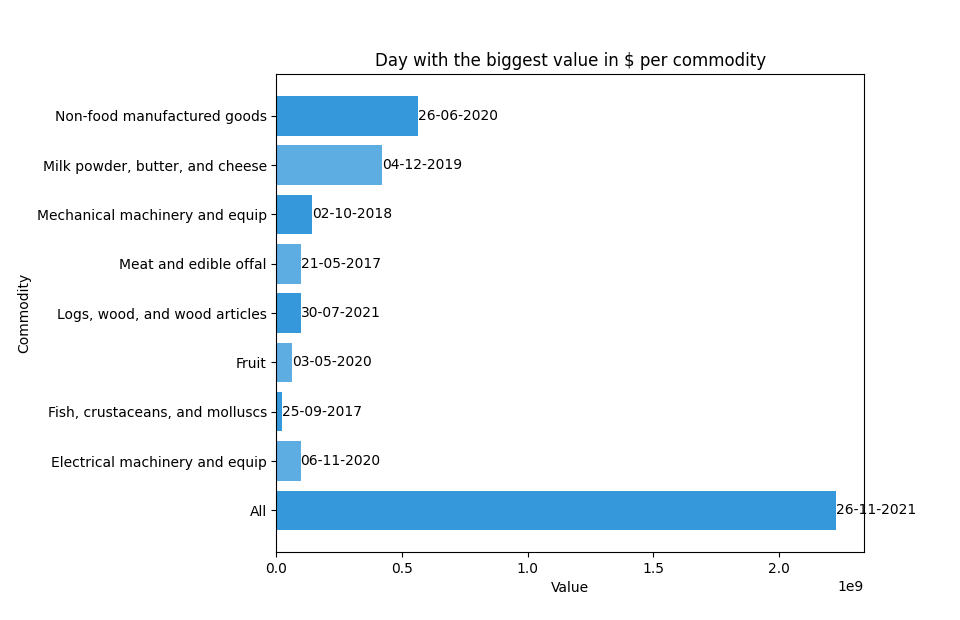 Day with the biggest value in $ per commodity
Commodity
Non-food manufactured goods 26-06-2020
Milk powder, butter, and cheese 04-12-2019
Mechanical machinery and equip 02-10-2018
Meat and edible offal 21-05-2017
Logs, wood, and wood articles 30-07-2021
Fruit 03-05-2020
Fish, crustaceans, and molluscs 25-09-2017
Electrical machinery and equip 06-11-2020
All 26-11-2021
0.0 0.5 1.0 1.5 2.0
1e9
Value